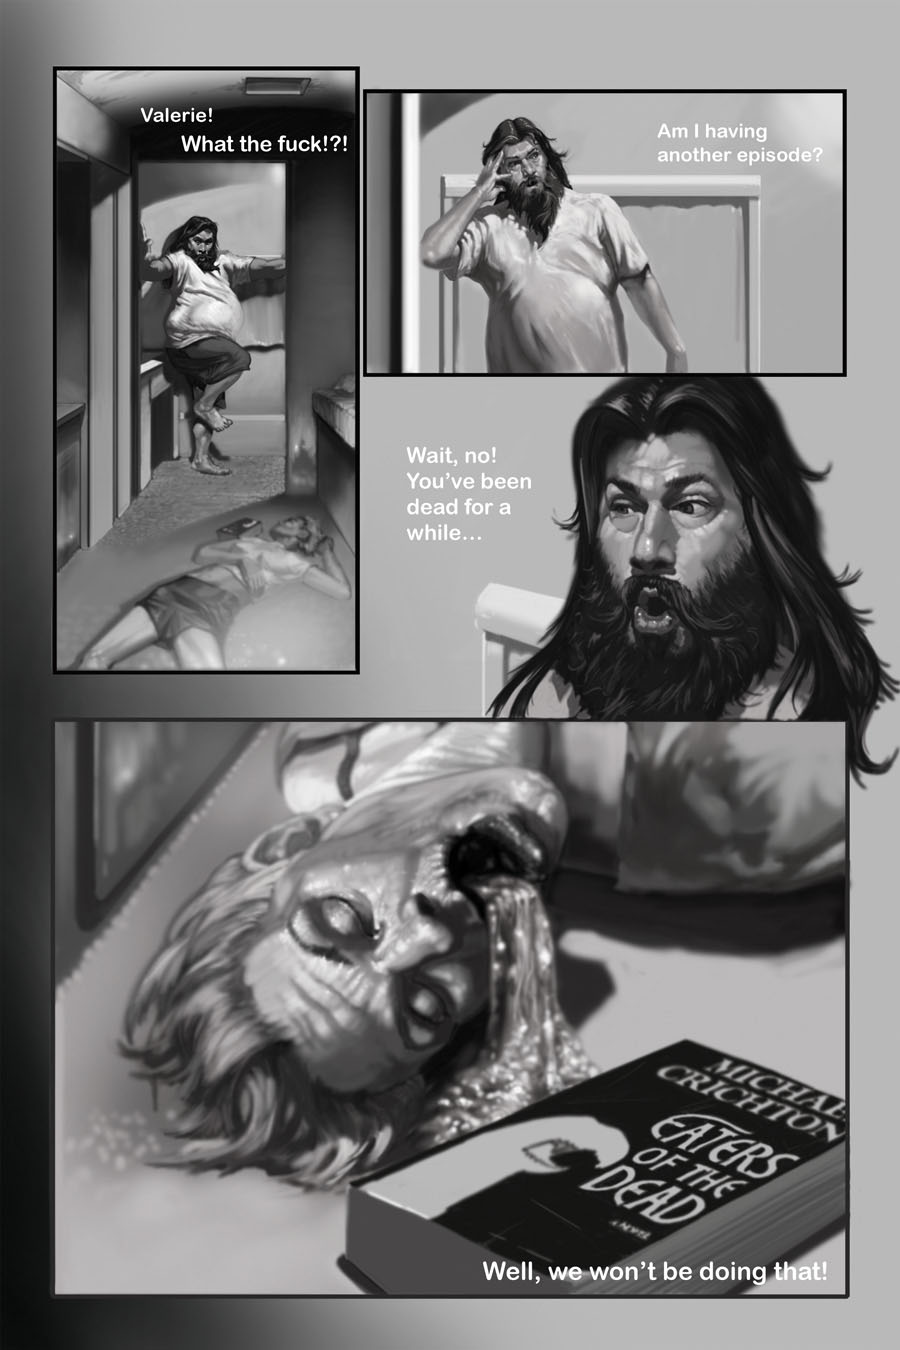 Valerie!
What the fuck!?!
Am I having
another episode?
Wait, no!
You've been
dead for a
while...
MICHAEL
CRICHTON
EATERS
OF THE
DEAD
A NOVEL
Well, we won't be doing that!